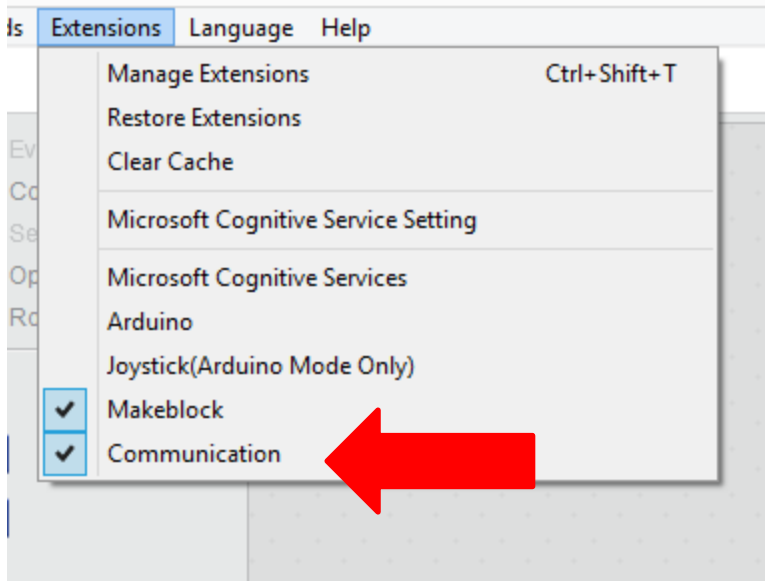 Extensions Language Help
Manage Extensions Ctrl+Shift+T
Restore Extensions
Clear Cache
Microsoft Cognitive Service Setting
Microsoft Cognitive Services
Arduino
Joystick(Arduino Mode Only)
Makeblock
Communication